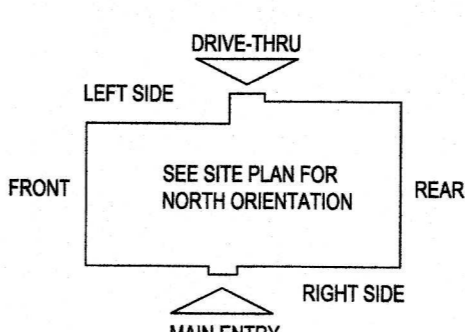 DRIVE-THRU
LEFT SIDE
FRONT
SEE SITE PLAN FOR
NORTH ORIENTATION
REAR
RIGHT SIDE
MAIN ENTRY